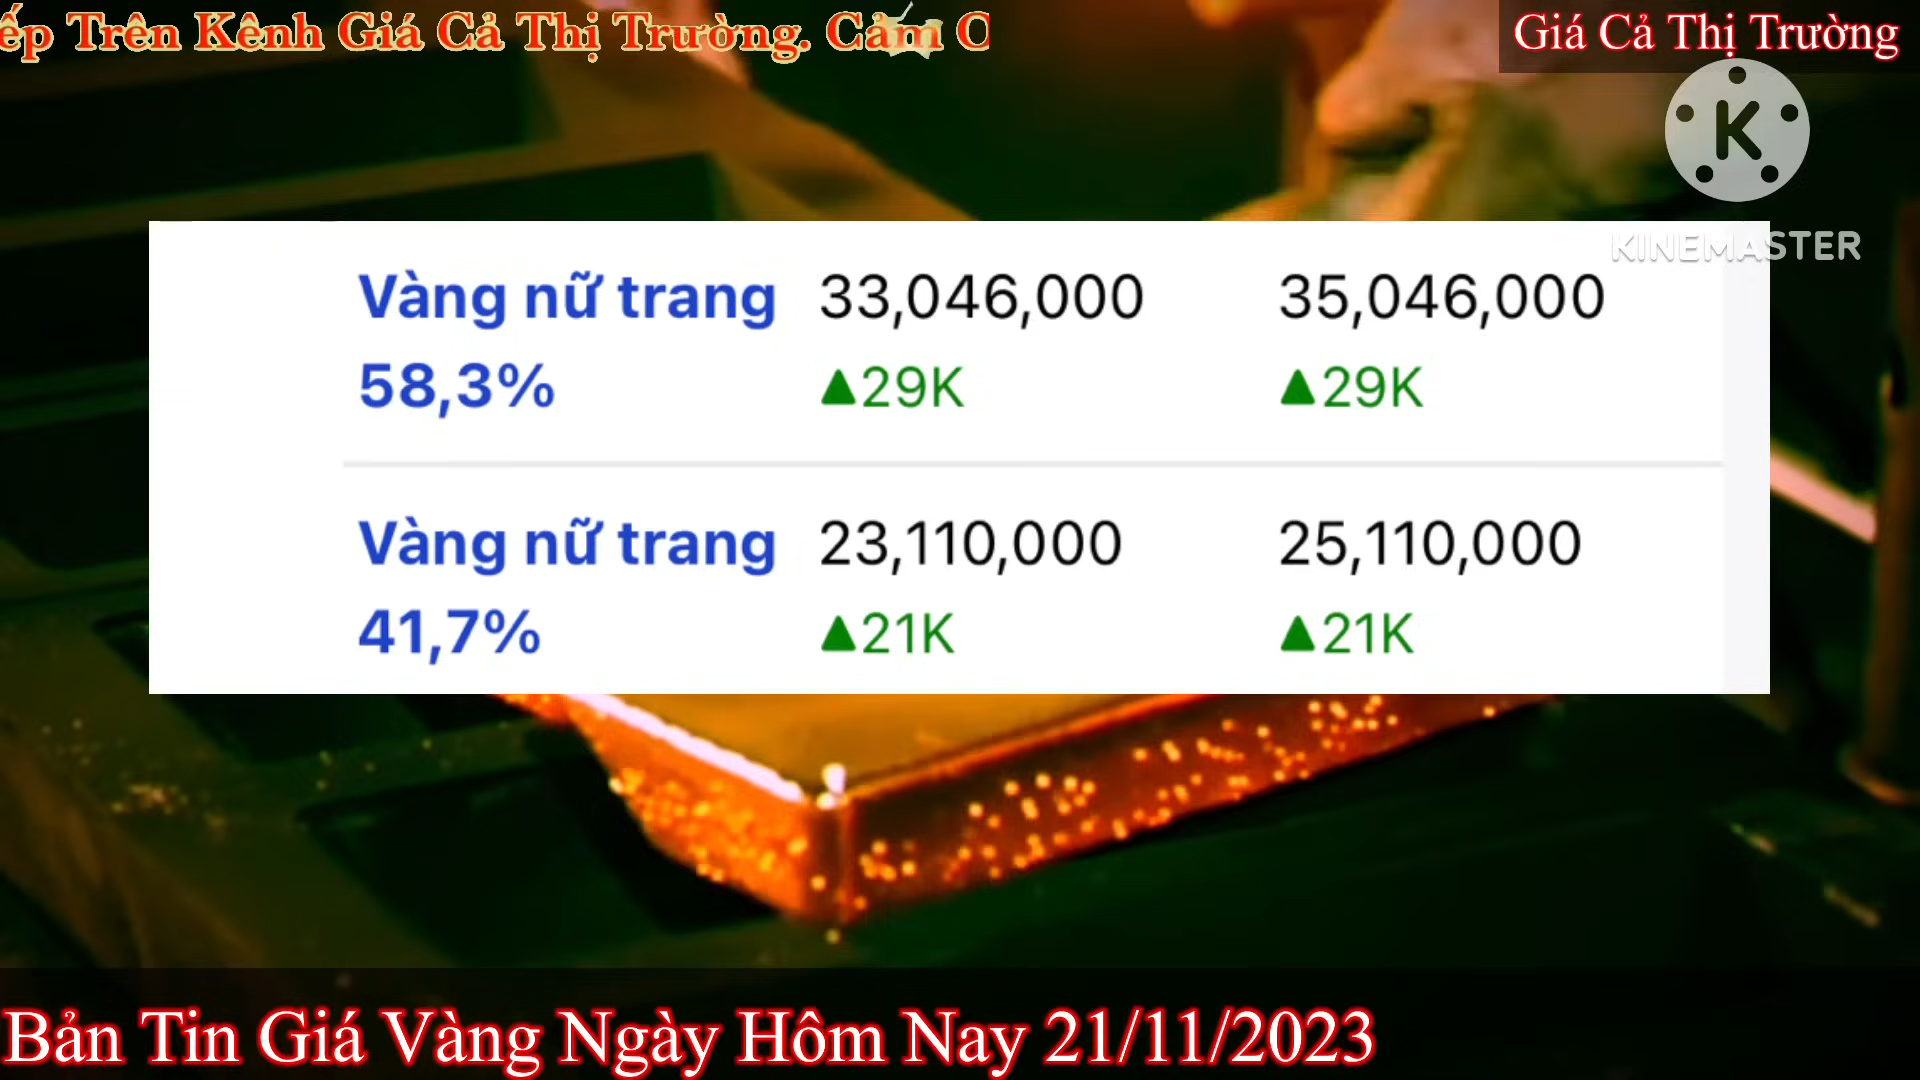 Trên Kênh Giá Cả Thị Trường. Cảm
Giá Cả Thị Trường
K
KINEMASTER
Vàng nữ trang 33,046,000 35,046,000
58,3% ▲29K ▲29K
Vàng nữ trang 23,110,000 25,110,000
41,7% ▲21K ▲21K
Bản Tin Giá Vàng Ngày Hôm Nay 21/11/2023